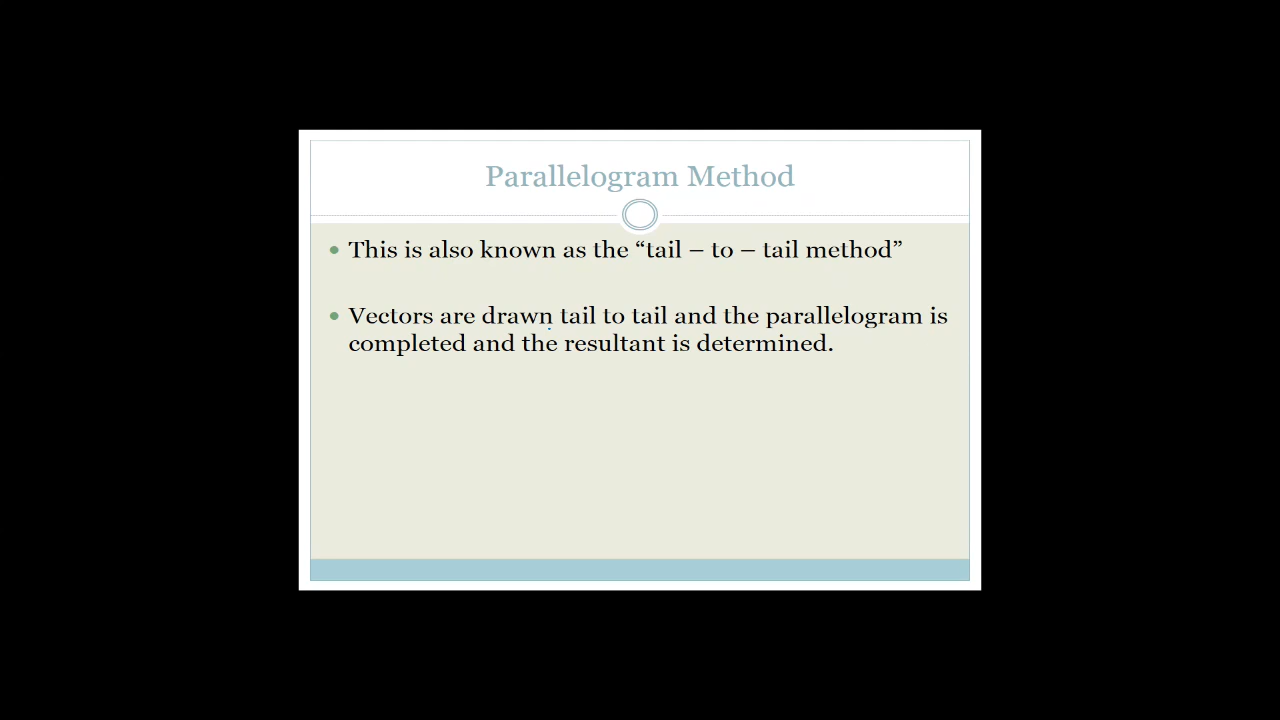 Parallelogram Method
• This is also known as the “tail – to – tail method”
• Vectors are drawn tail to tail and the parallelogram is
completed and the resultant is determined.